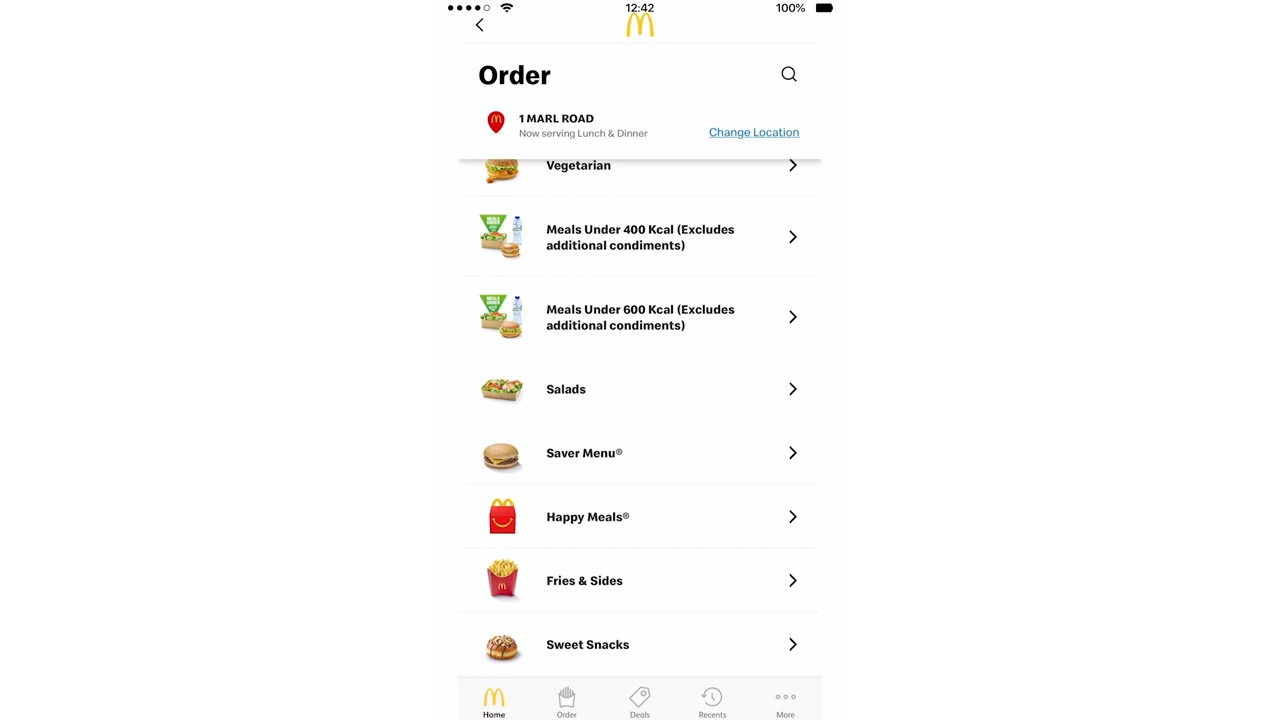 12:42
100%
Order
1 MARL ROAD
Now serving Lunch & Dinner
Change Location
Vegetarian
Meals Under 400 Kcal (Excludes
additional condiments)
Meals Under 600 Kcal (Excludes
additional condiments)
Salads
Saver Menu®
Happy Meals®
Fries & Sides
Sweet Snacks
Home
Order
Deals
Recents
More